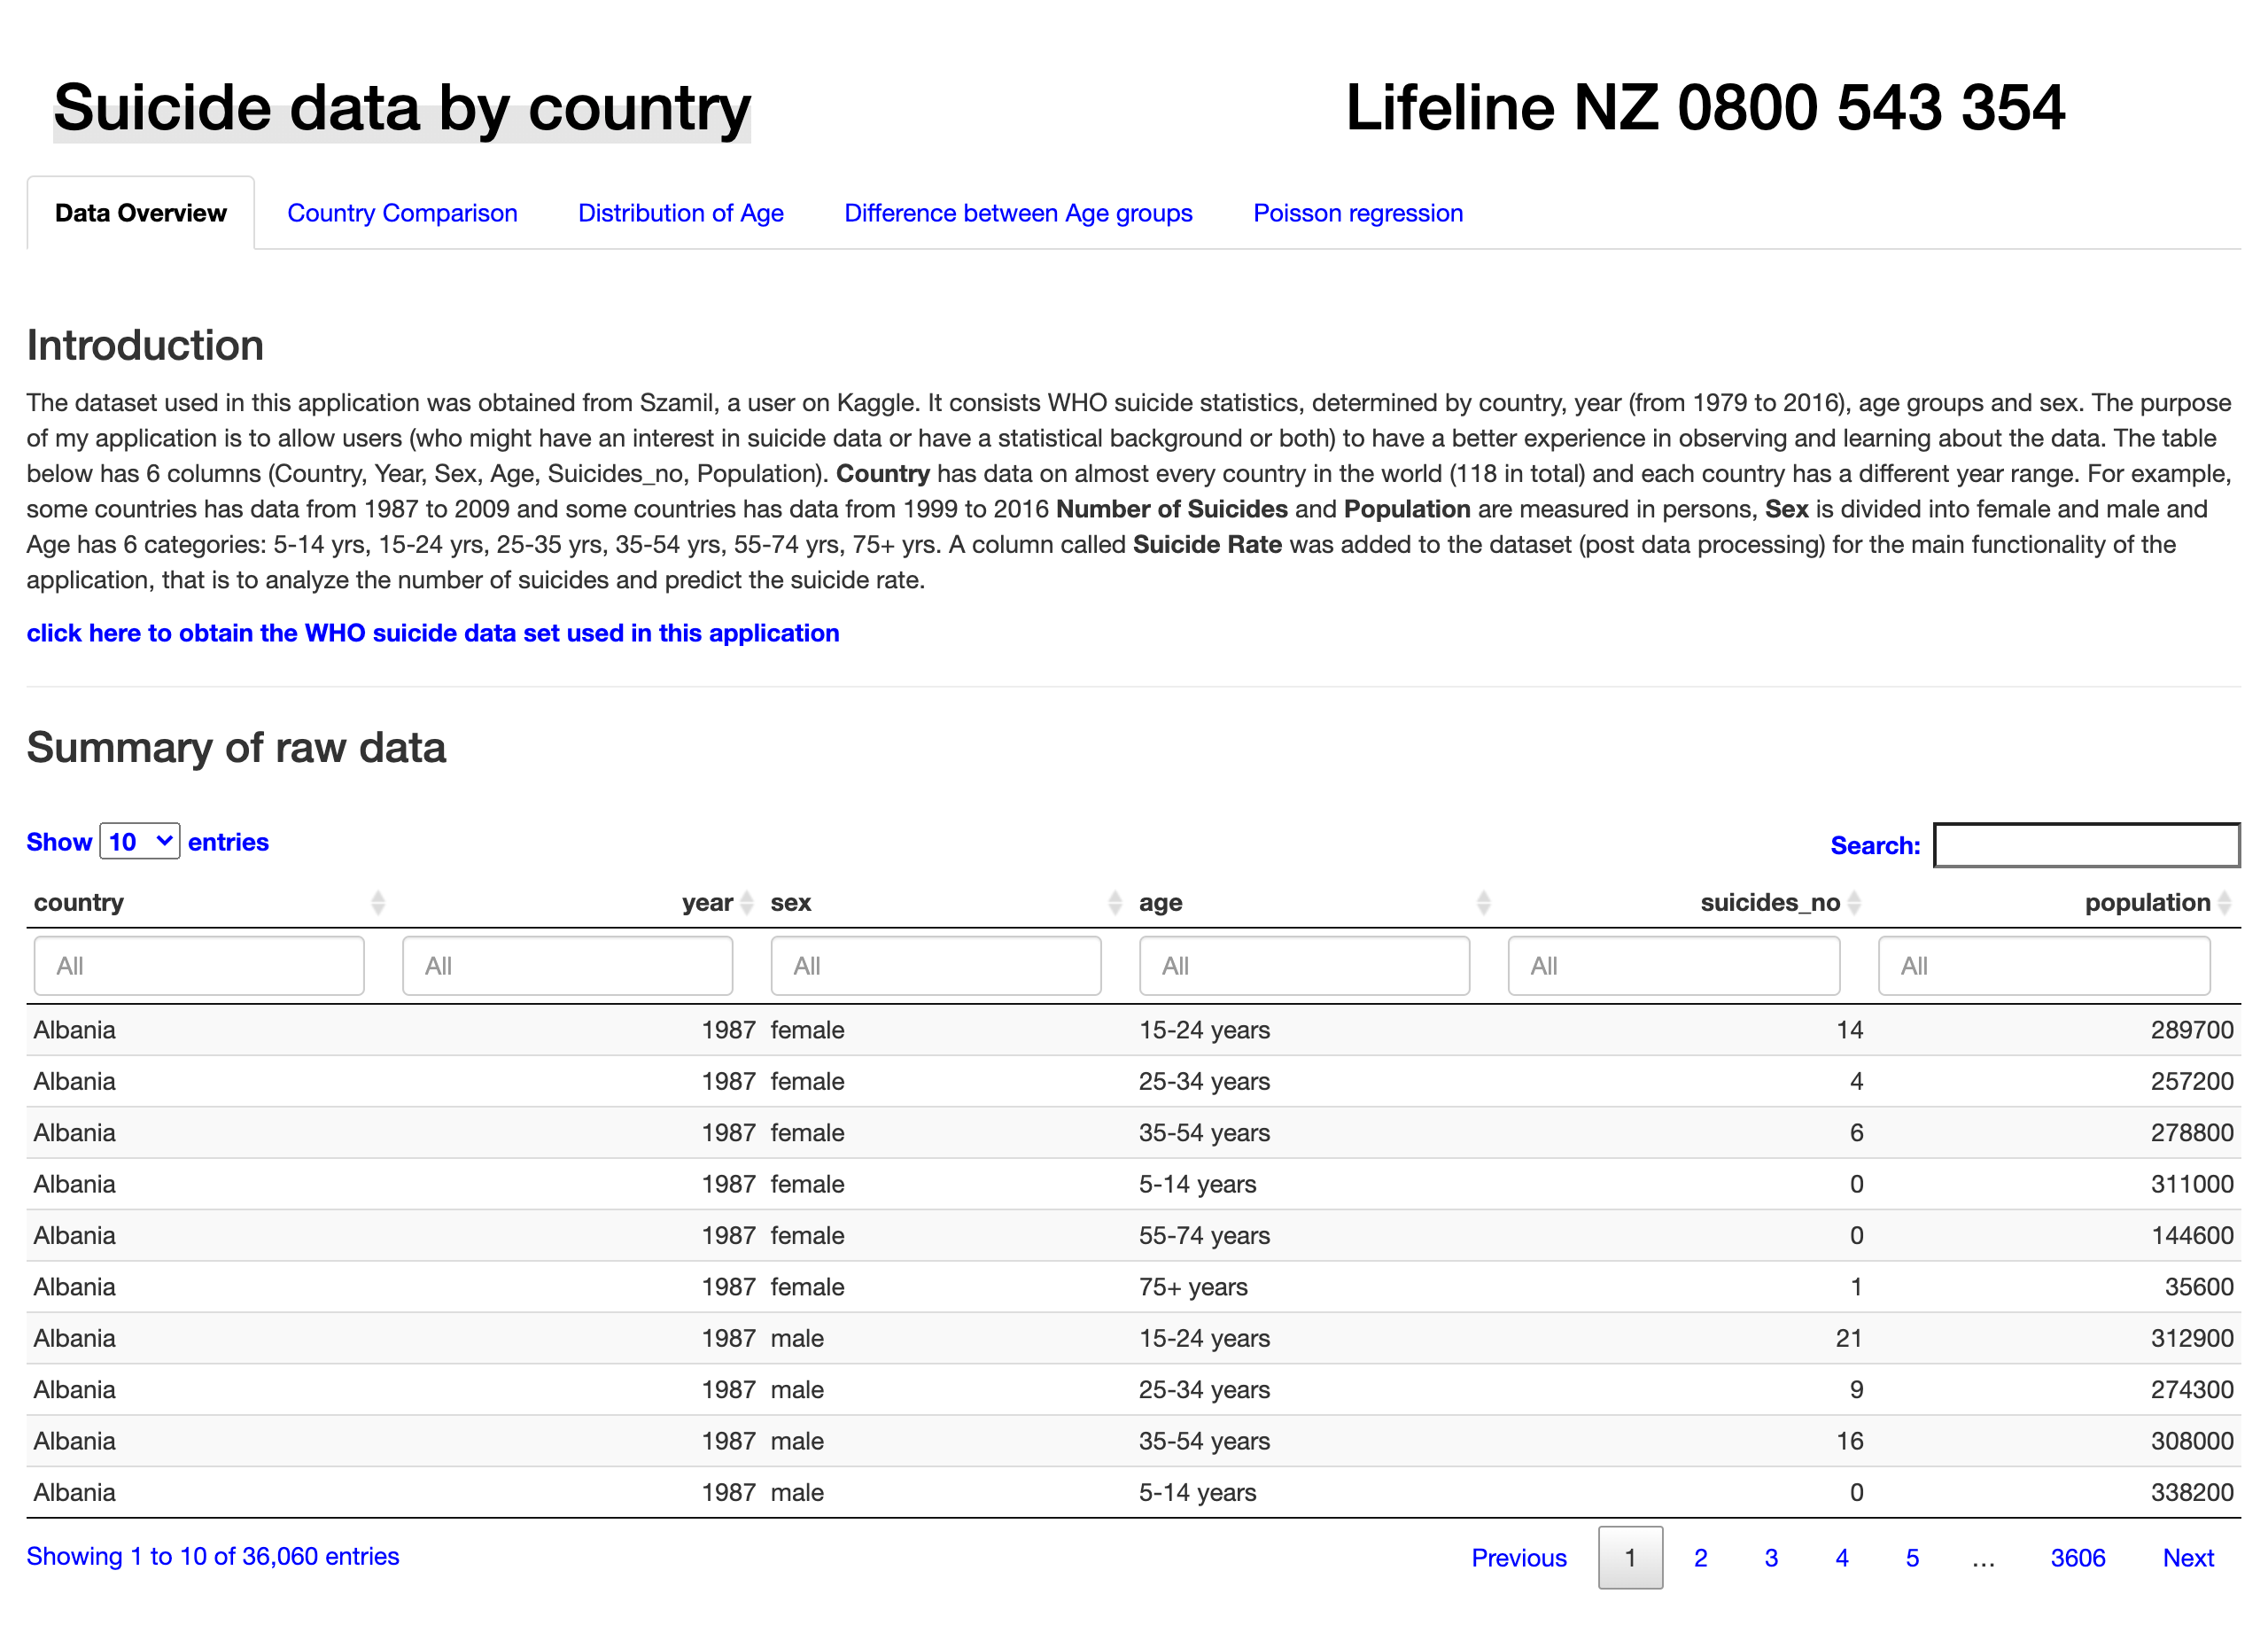 Suicide data by country
Lifeline NZ 0800 543 354
Data Overview Country Comparison Distribution of Age Difference between Age groups Poisson regression
Introduction
The dataset used in this application was obtained from Szamil, a user on Kaggle. It consists WHO suicide statistics, determined by country, year (from 1979 to 2016), age groups and sex. The purpose
of my application is to allow users (who might have an interest in suicide data or have a statistical background or both) to have a better experience in observing and learning about the data. The table
below has 6 columns (Country, Year, Sex, Age, Suicides_no, Population). Country has data on almost every country in the world (118 in total) and each country has a different year range. For example,
some countries has data from 1987 to 2009 and some countries has data from 1999 to 2016 Number of Suicides and Population are measured in persons, Sex is divided into female and male and
Age has 6 categories: 5-14 yrs, 15-24 yrs, 25-35 yrs, 35-54 yrs, 55-74 yrs, 75+ yrs. A column called Suicide Rate was added to the dataset (post data processing) for the main functionality of the
application, that is to analyze the number of suicides and predict the suicide rate.
click here to obtain the WHO suicide data set used in this application
Summary of raw data
Show 10 entries
Search:
country year sex age suicides_no population
All All All All All All
Albania 1987 female 15-24 years 14 289700
Albania 1987 female 25-34 years 4 257200
Albania 1987 female 35-54 years 6 278800
Albania 1987 female 5-14 years 0 311000
Albania 1987 female 55-74 years 0 144600
Albania 1987 female 75+ years 1 35600
Albania 1987 male 15-24 years 21 312900
Albania 1987 male 25-34 years 9 274300
Albania 1987 male 35-54 years 16 308000
Albania 1987 male 5-14 years 0 338200
Showing 1 to 10 of 36,060 entries
Previous 1 2 3 4 5 … 3606 Next